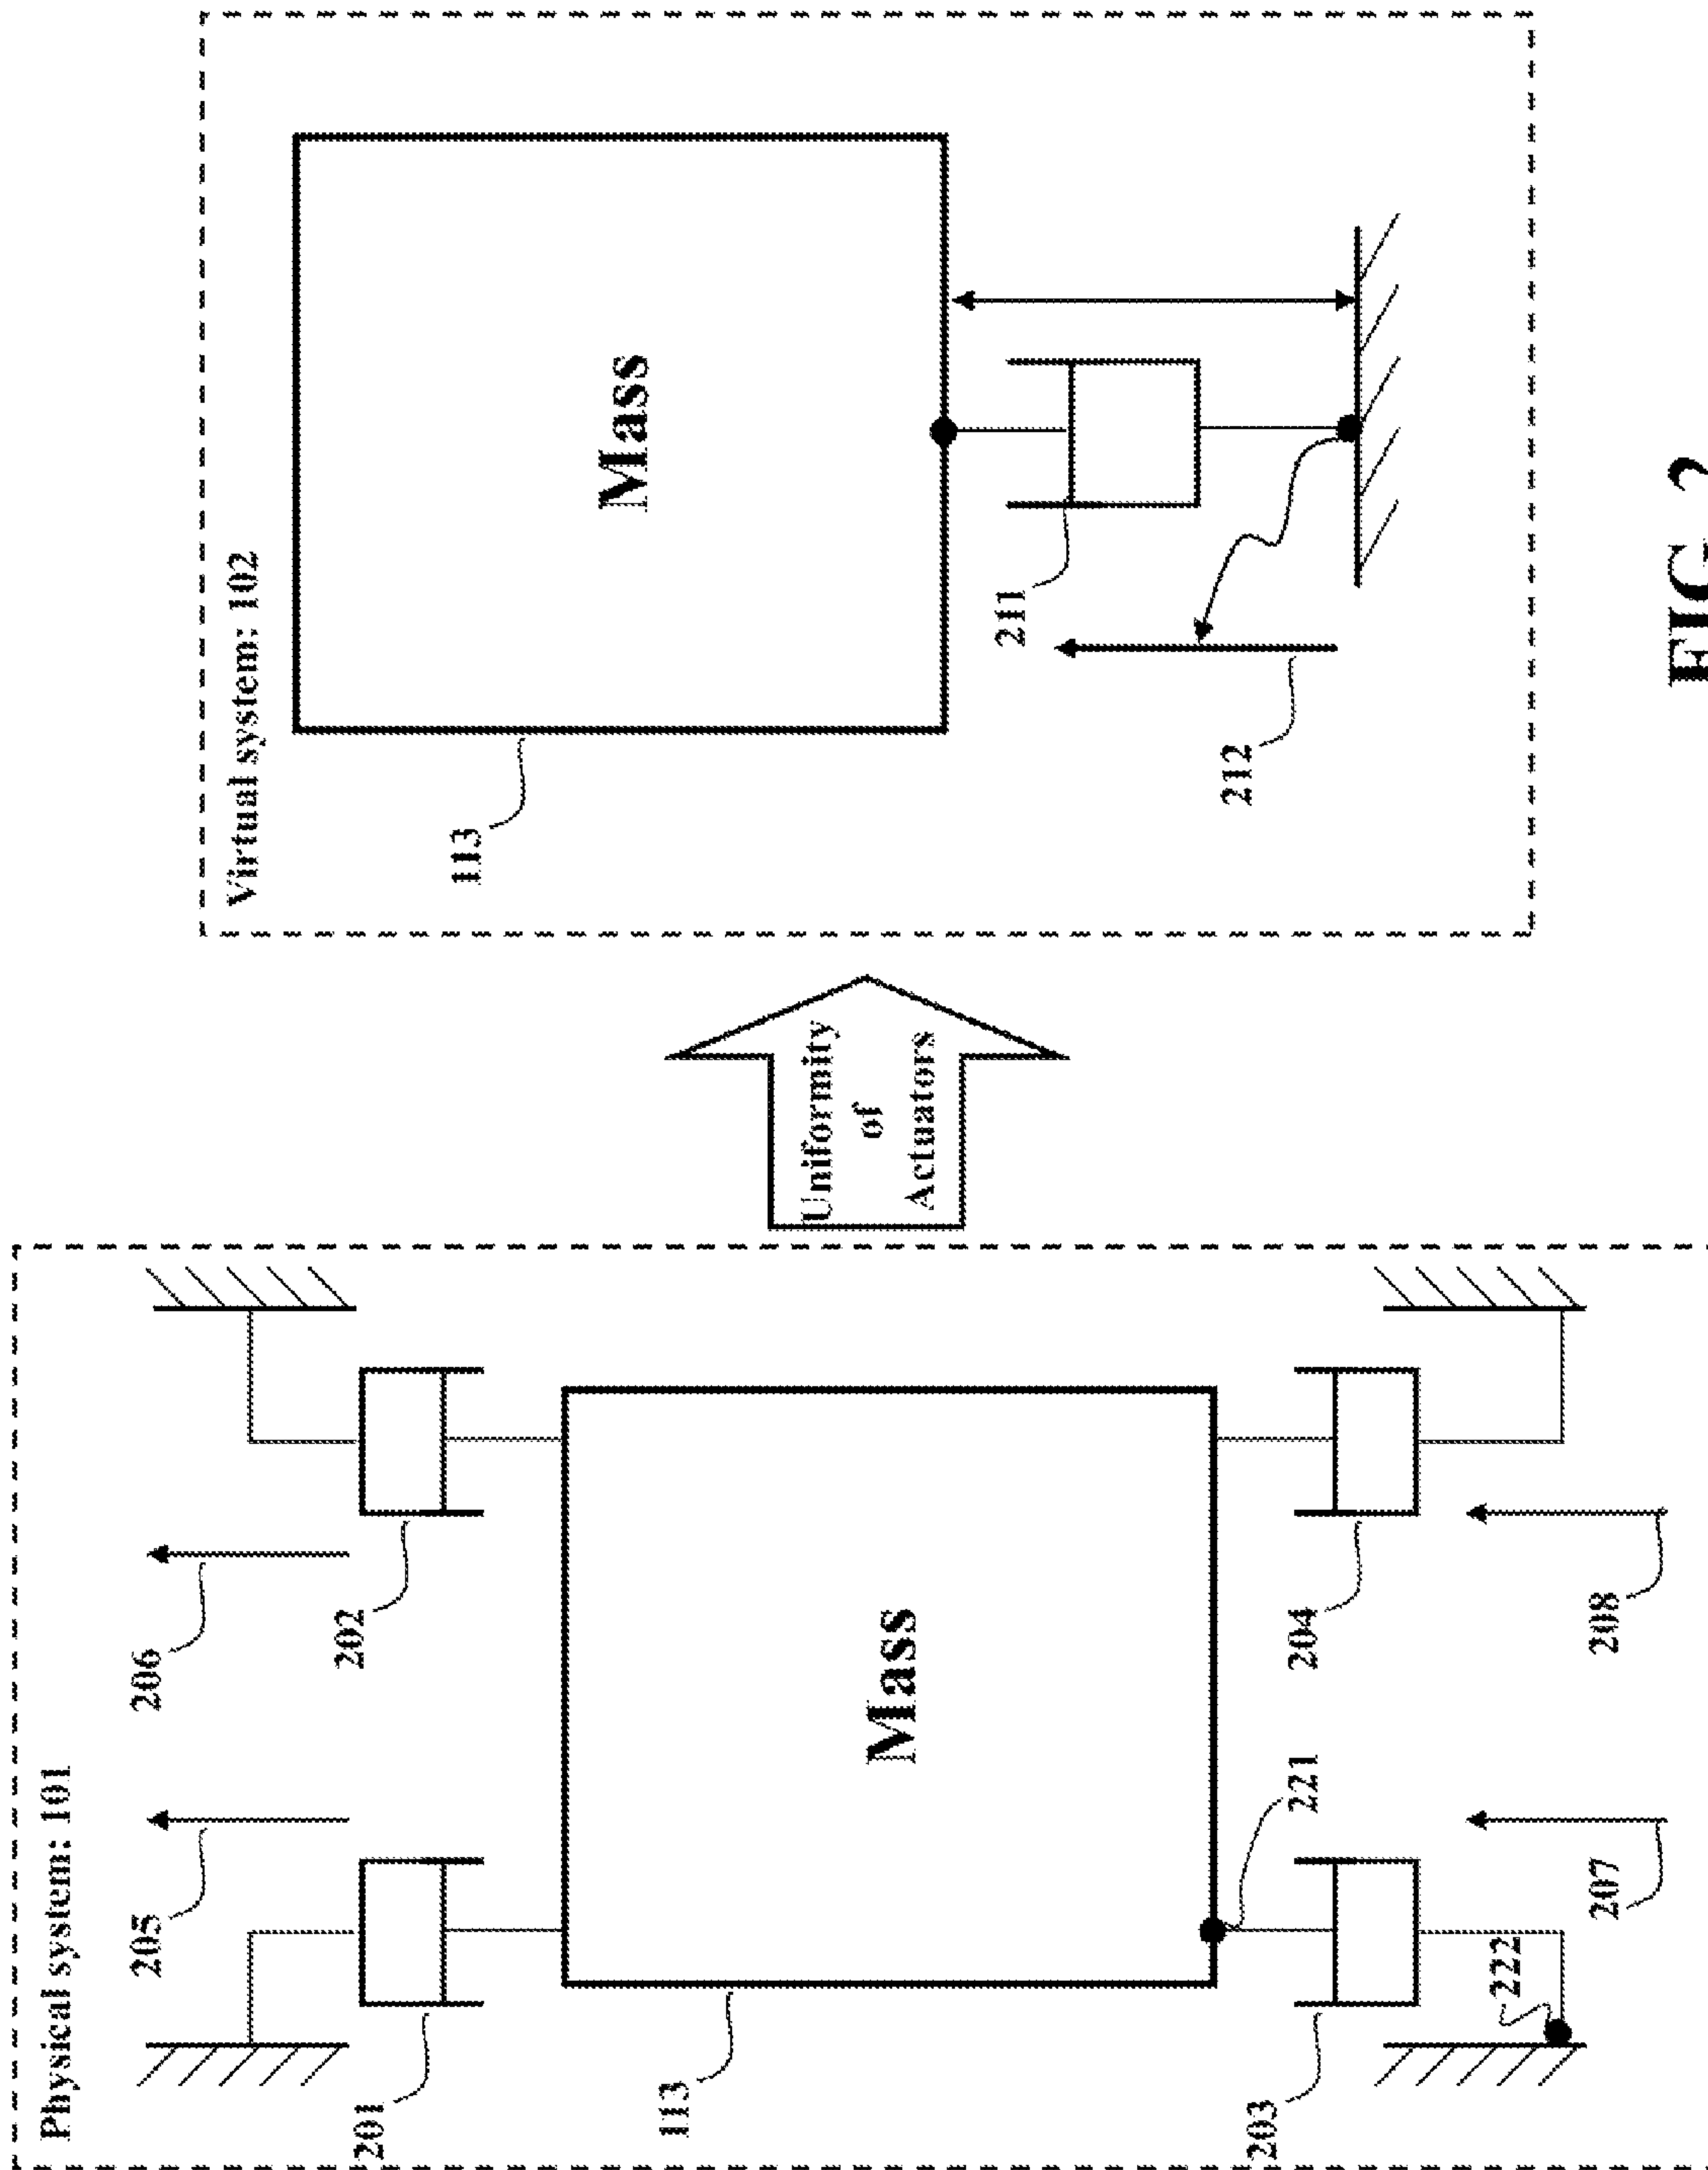 Physical system: 101
205
206
201
202
113
Mass
221
203
204
222
207
208
Uniformity
of
Actuators
Virtual system: 102
113
Mass
211
212
FIG. 2